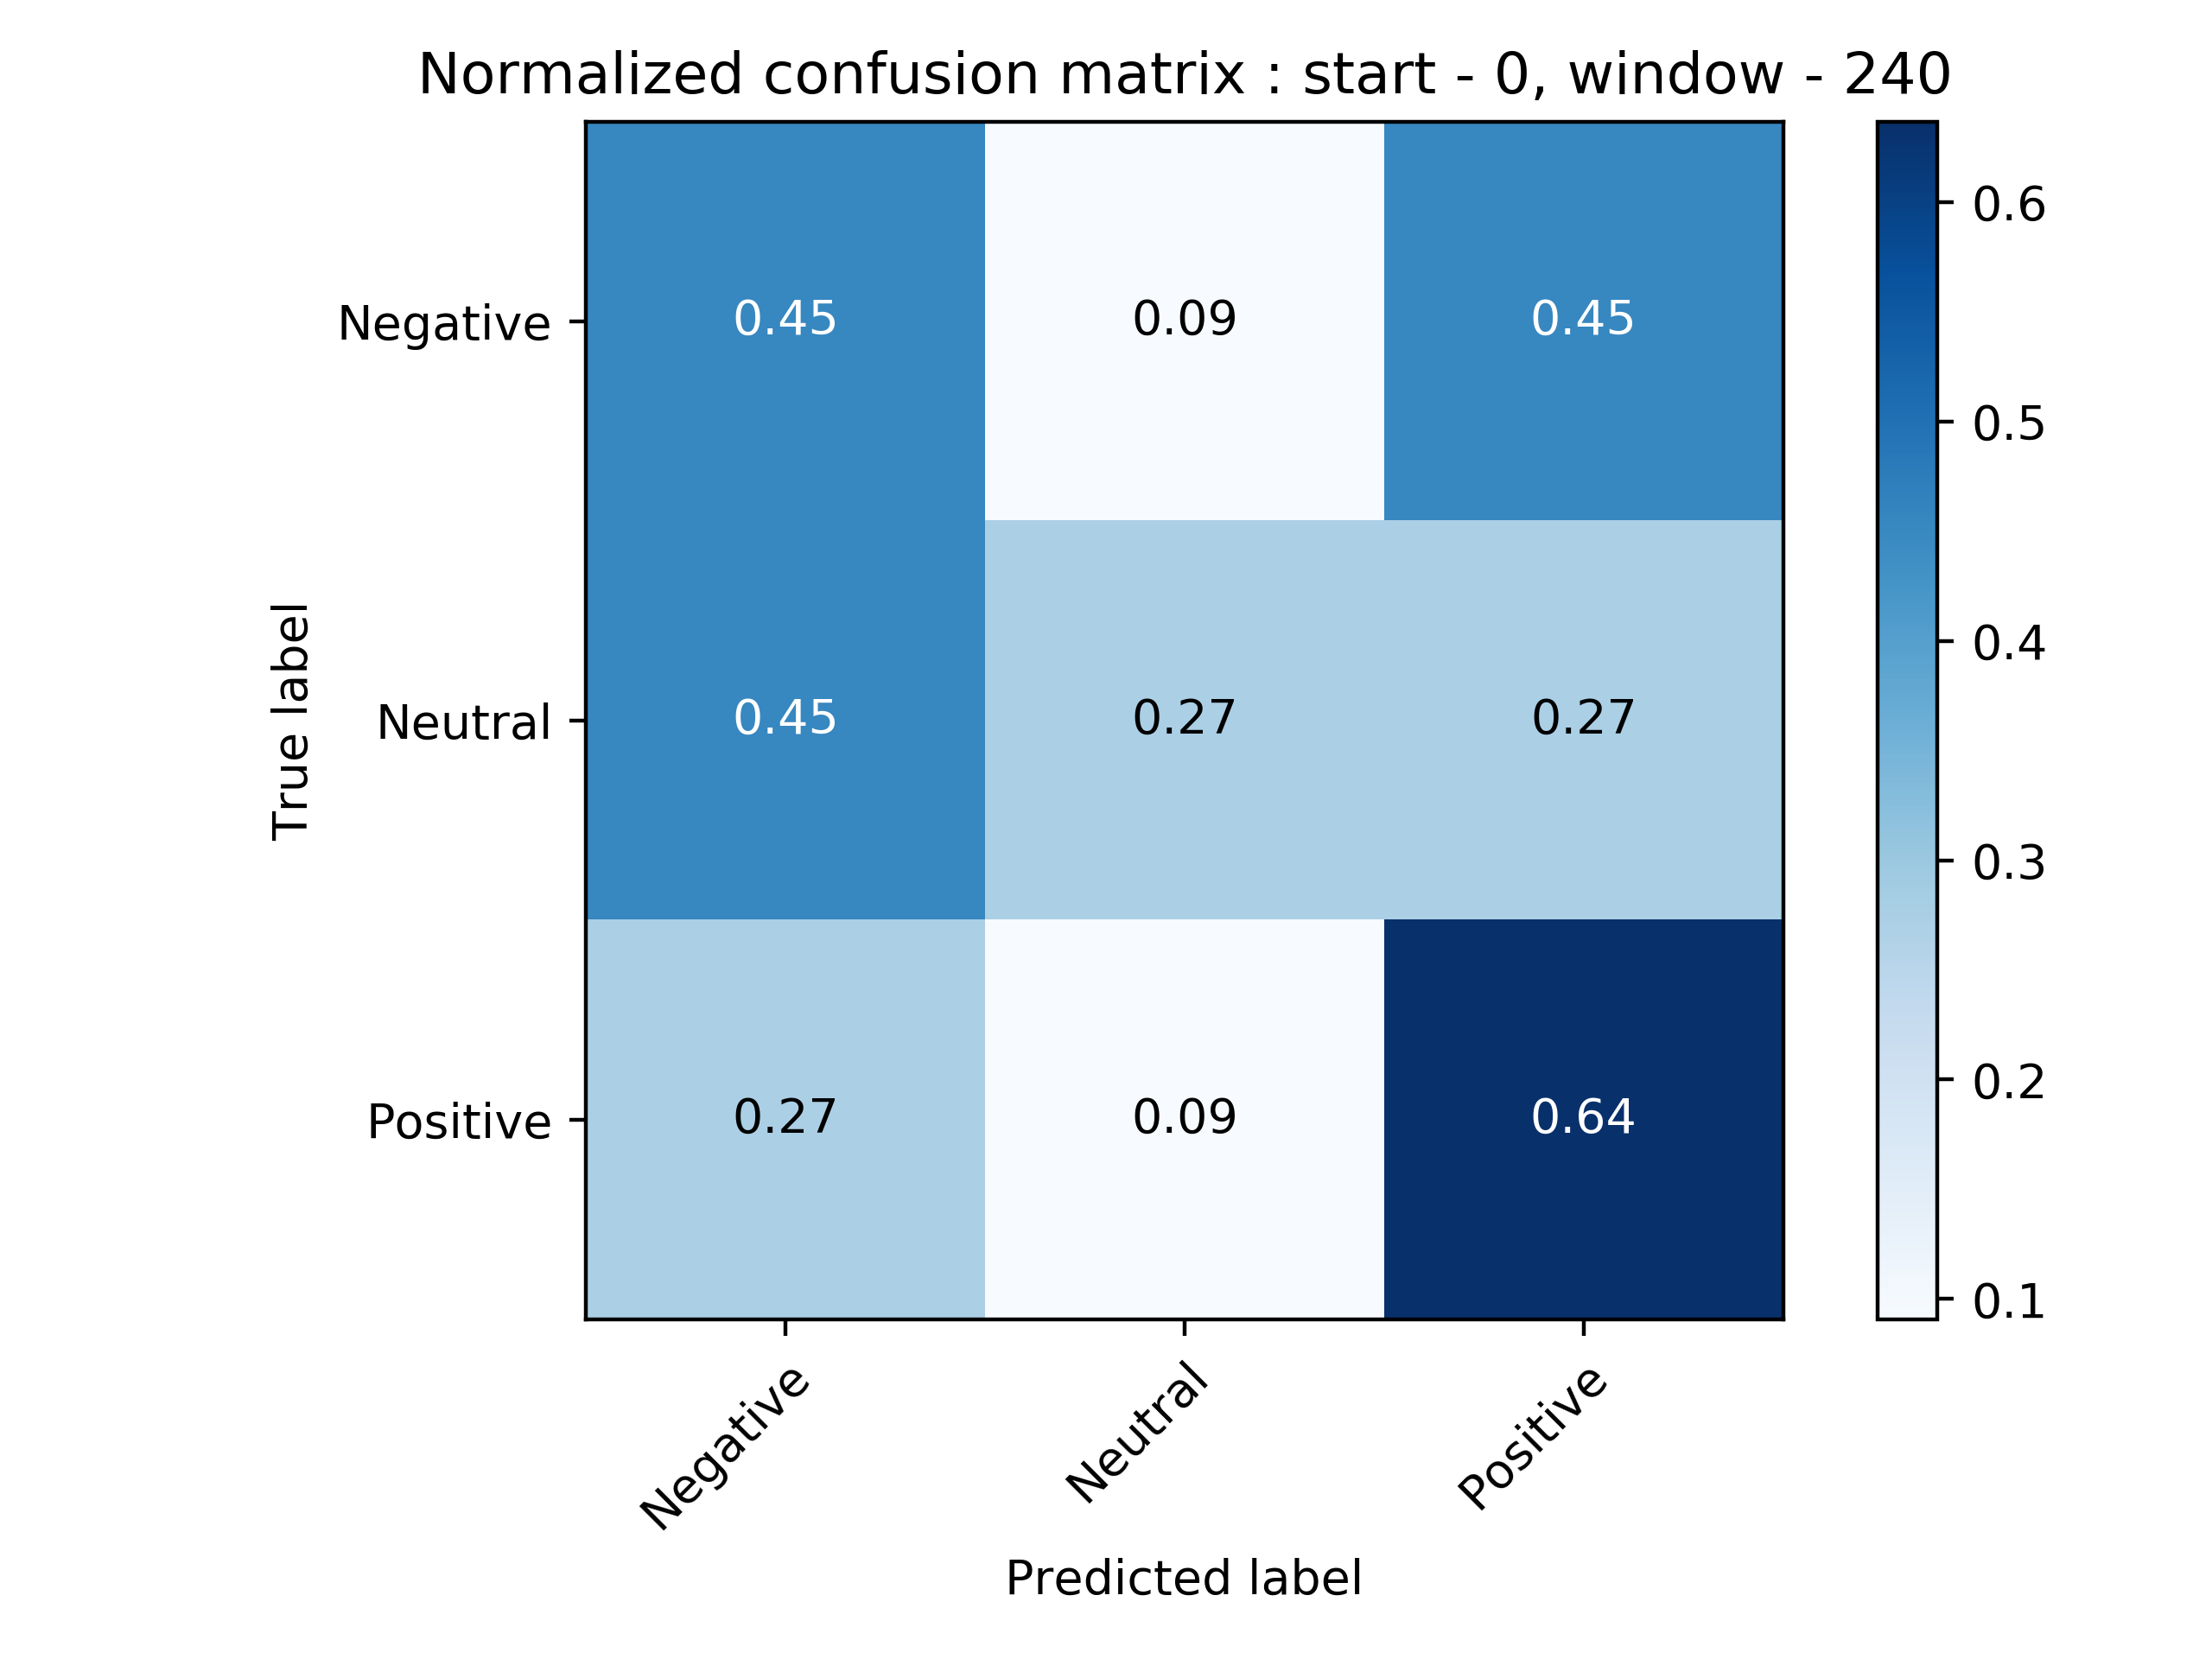 Normalized confusion matrix : start - 0, window - 240
True label
Negative
0.45
0.09
0.45
Neutral
0.45
0.27
0.27
Positive
0.27
0.09
0.64
Negative
Neutral
Positive
Predicted label
0.6
0.5
0.4
0.3
0.2
0.1